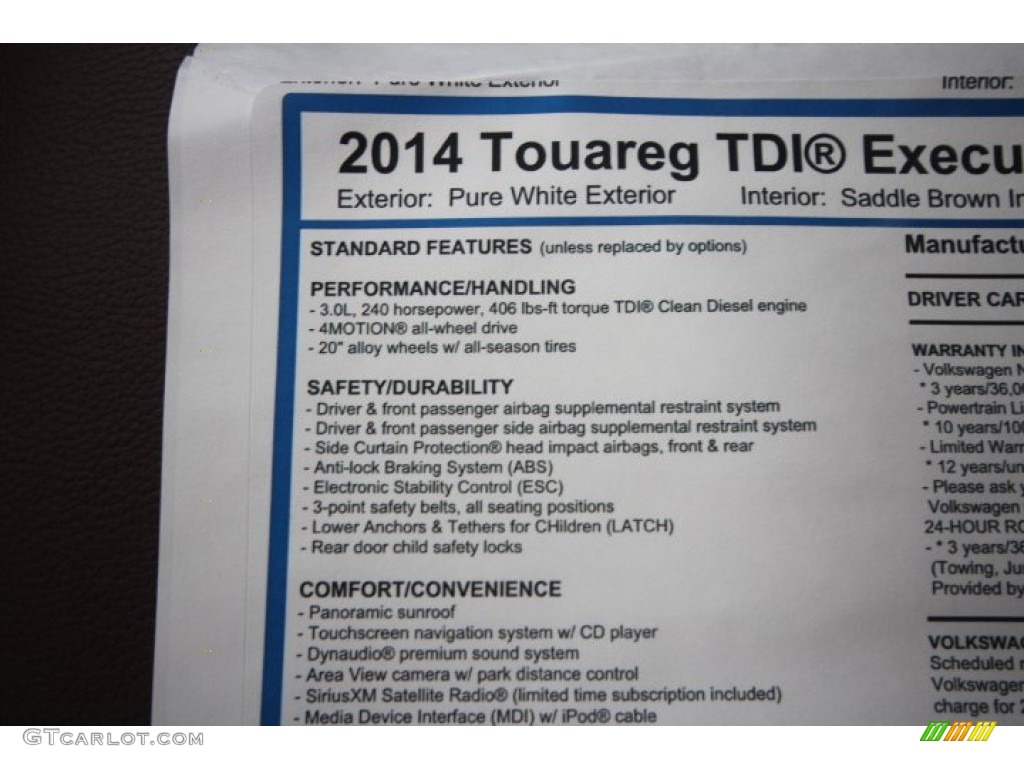 Pure White Exterior
Interior:
2014 Touareg TDI® Execu
Exterior: Pure White Exterior Interior: Saddle Brown In
STANDARD FEATURES (unless replaced by options)
PERFORMANCE/HANDLING
- 3.0L, 240 horsepower, 406 lbs-ft torque TDI® Clean Diesel engine
- 4MOTION® all-wheel drive
- 20" alloy wheels w/ all-season tires
SAFETY/DURABILITY
- Driver & front passenger airbag supplemental restraint system
- Driver & front passenger side airbag supplemental restraint system
- Side Curtain Protection® head impact airbags, front & rear
- Anti-lock Braking System (ABS)
- Electronic Stability Control (ESC)
- 3-point safety belts, all seating positions
- Lower Anchors & Tethers for CHildren (LATCH)
- Rear door child safety locks
COMFORT/CONVENIENCE
- Panoramic sunroof
- Touchscreen navigation system w/ CD player
- Dynaudio® premium sound system
- Area View camera w/ park distance control
- SiriusXM Satellite Radio® (limited time subscription included)
- Media Device Interface (MDI) w/ iPod® cable
Manufactu
DRIVER CAR
WARRANTY IN
- Volkswagen N
* 3 years/36,0
- Powertrain Li
* 10 years/10
- Limited Warr
* 12 years/un
- Please ask y
Volkswagen
24-HOUR RO
- * 3 years/36
(Towing, Ju
Provided by
VOLKSWAG
Scheduled
Volkswagen
charge for
GTCARLOT.COM